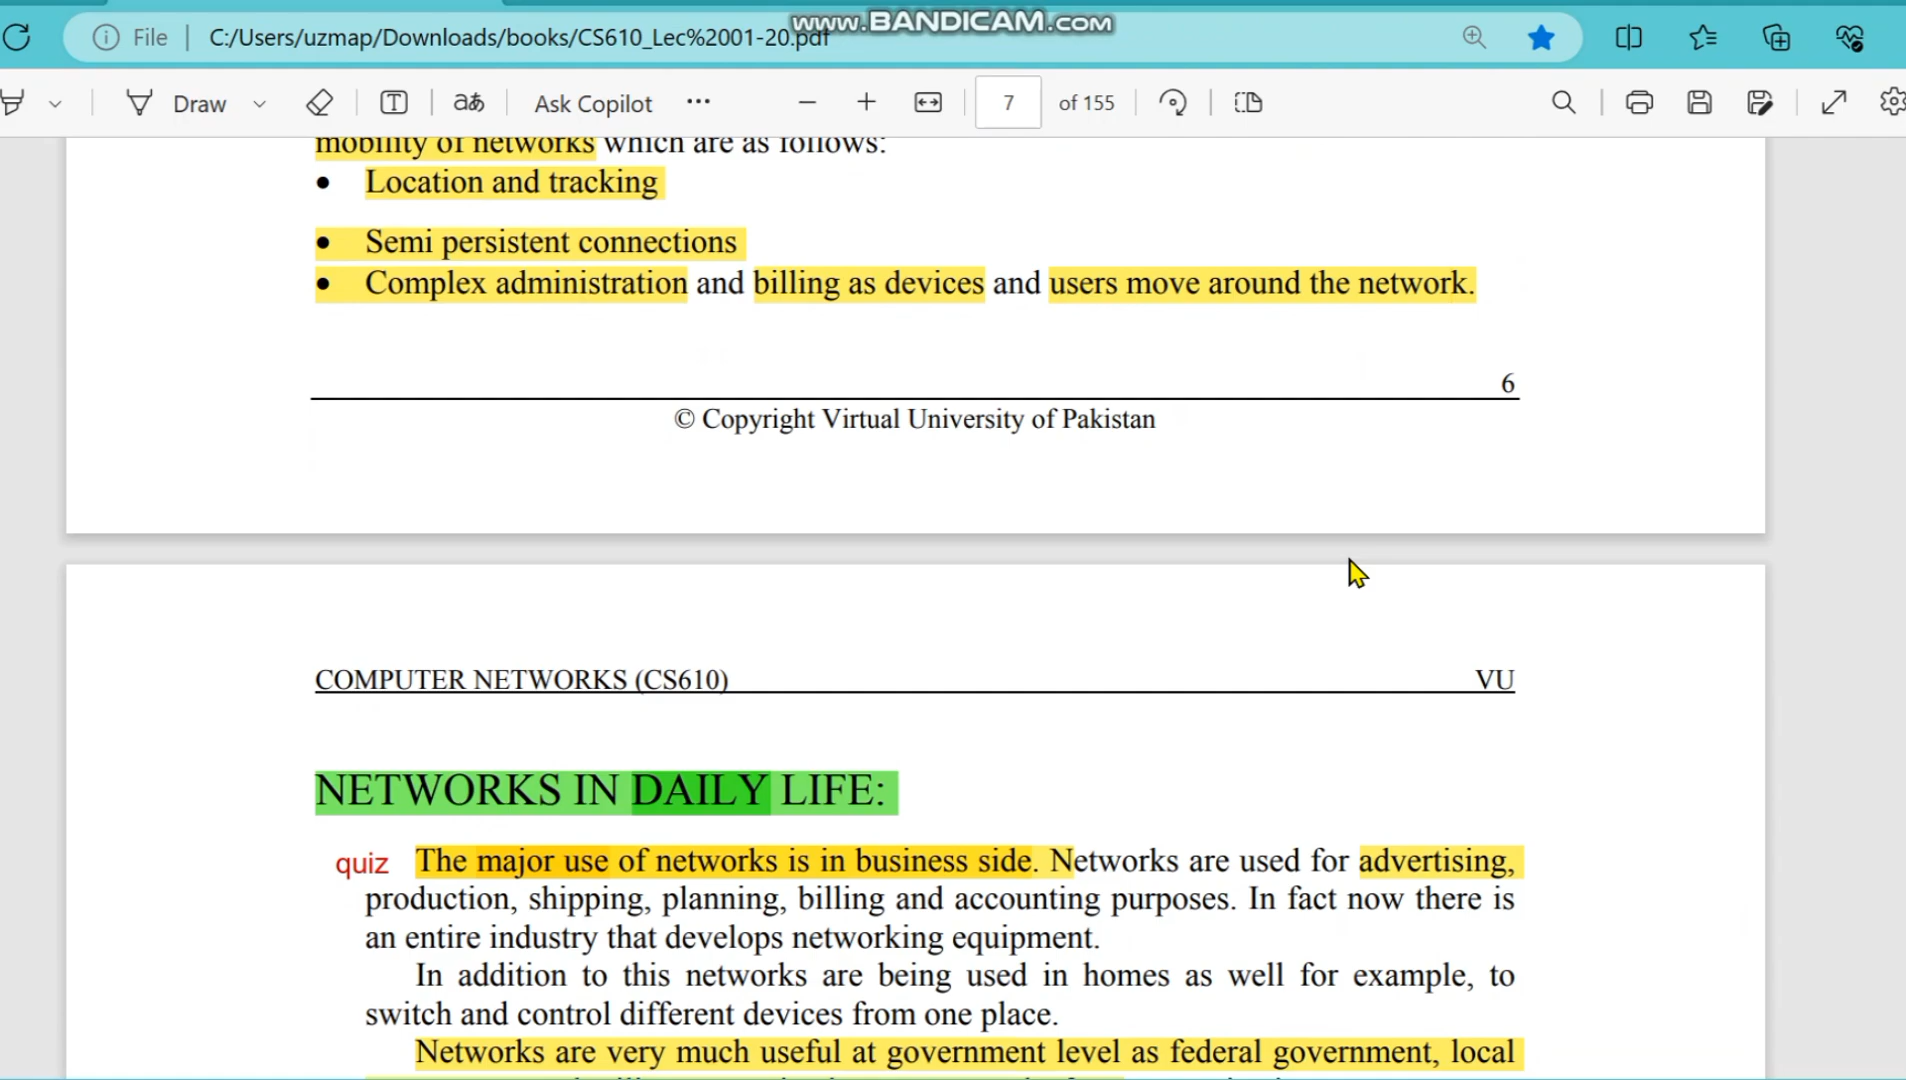 www.BANDICAM.com
File C:/Users/uzmap/Downloads/books/CS610_Lec%2001-20.pdf
Draw T aあ Ask Copilot ... 7 of 155
mobility of networks which are as follows:
• Location and tracking
• Semi persistent connections
• Complex administration and billing as devices and users move around the network.
6
© Copyright Virtual University of Pakistan
COMPUTER NETWORKS (CS610) VU
NETWORKS IN DAILY LIFE:
quiz The major use of networks is in business side. Networks are used for advertising,
production, shipping, planning, billing and accounting purposes. In fact now there is
an entire industry that develops networking equipment.
In addition to this networks are being used in homes as well for example, to
switch and control different devices from one place.
Networks are very much useful at government level as federal government, local